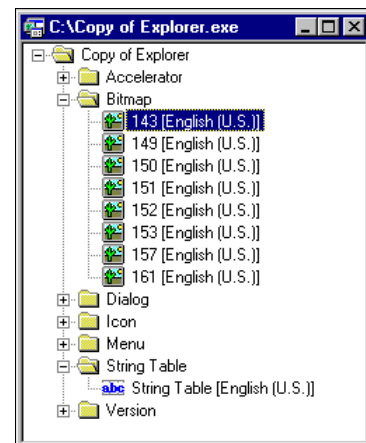 C:\Copy of Explorer.exe
Copy of Explorer
Accelerator
Bitmap
143 [English (U.S.)]
149 [English (U.S.)]
150 [English (U.S.)]
151 [English (U.S.)]
152 [English (U.S.)]
153 [English (U.S.)]
157 [English (U.S.)]
161 [English (U.S.)]
Dialog
Icon
Menu
String Table
abc String Table [English (U.S.)]
Version